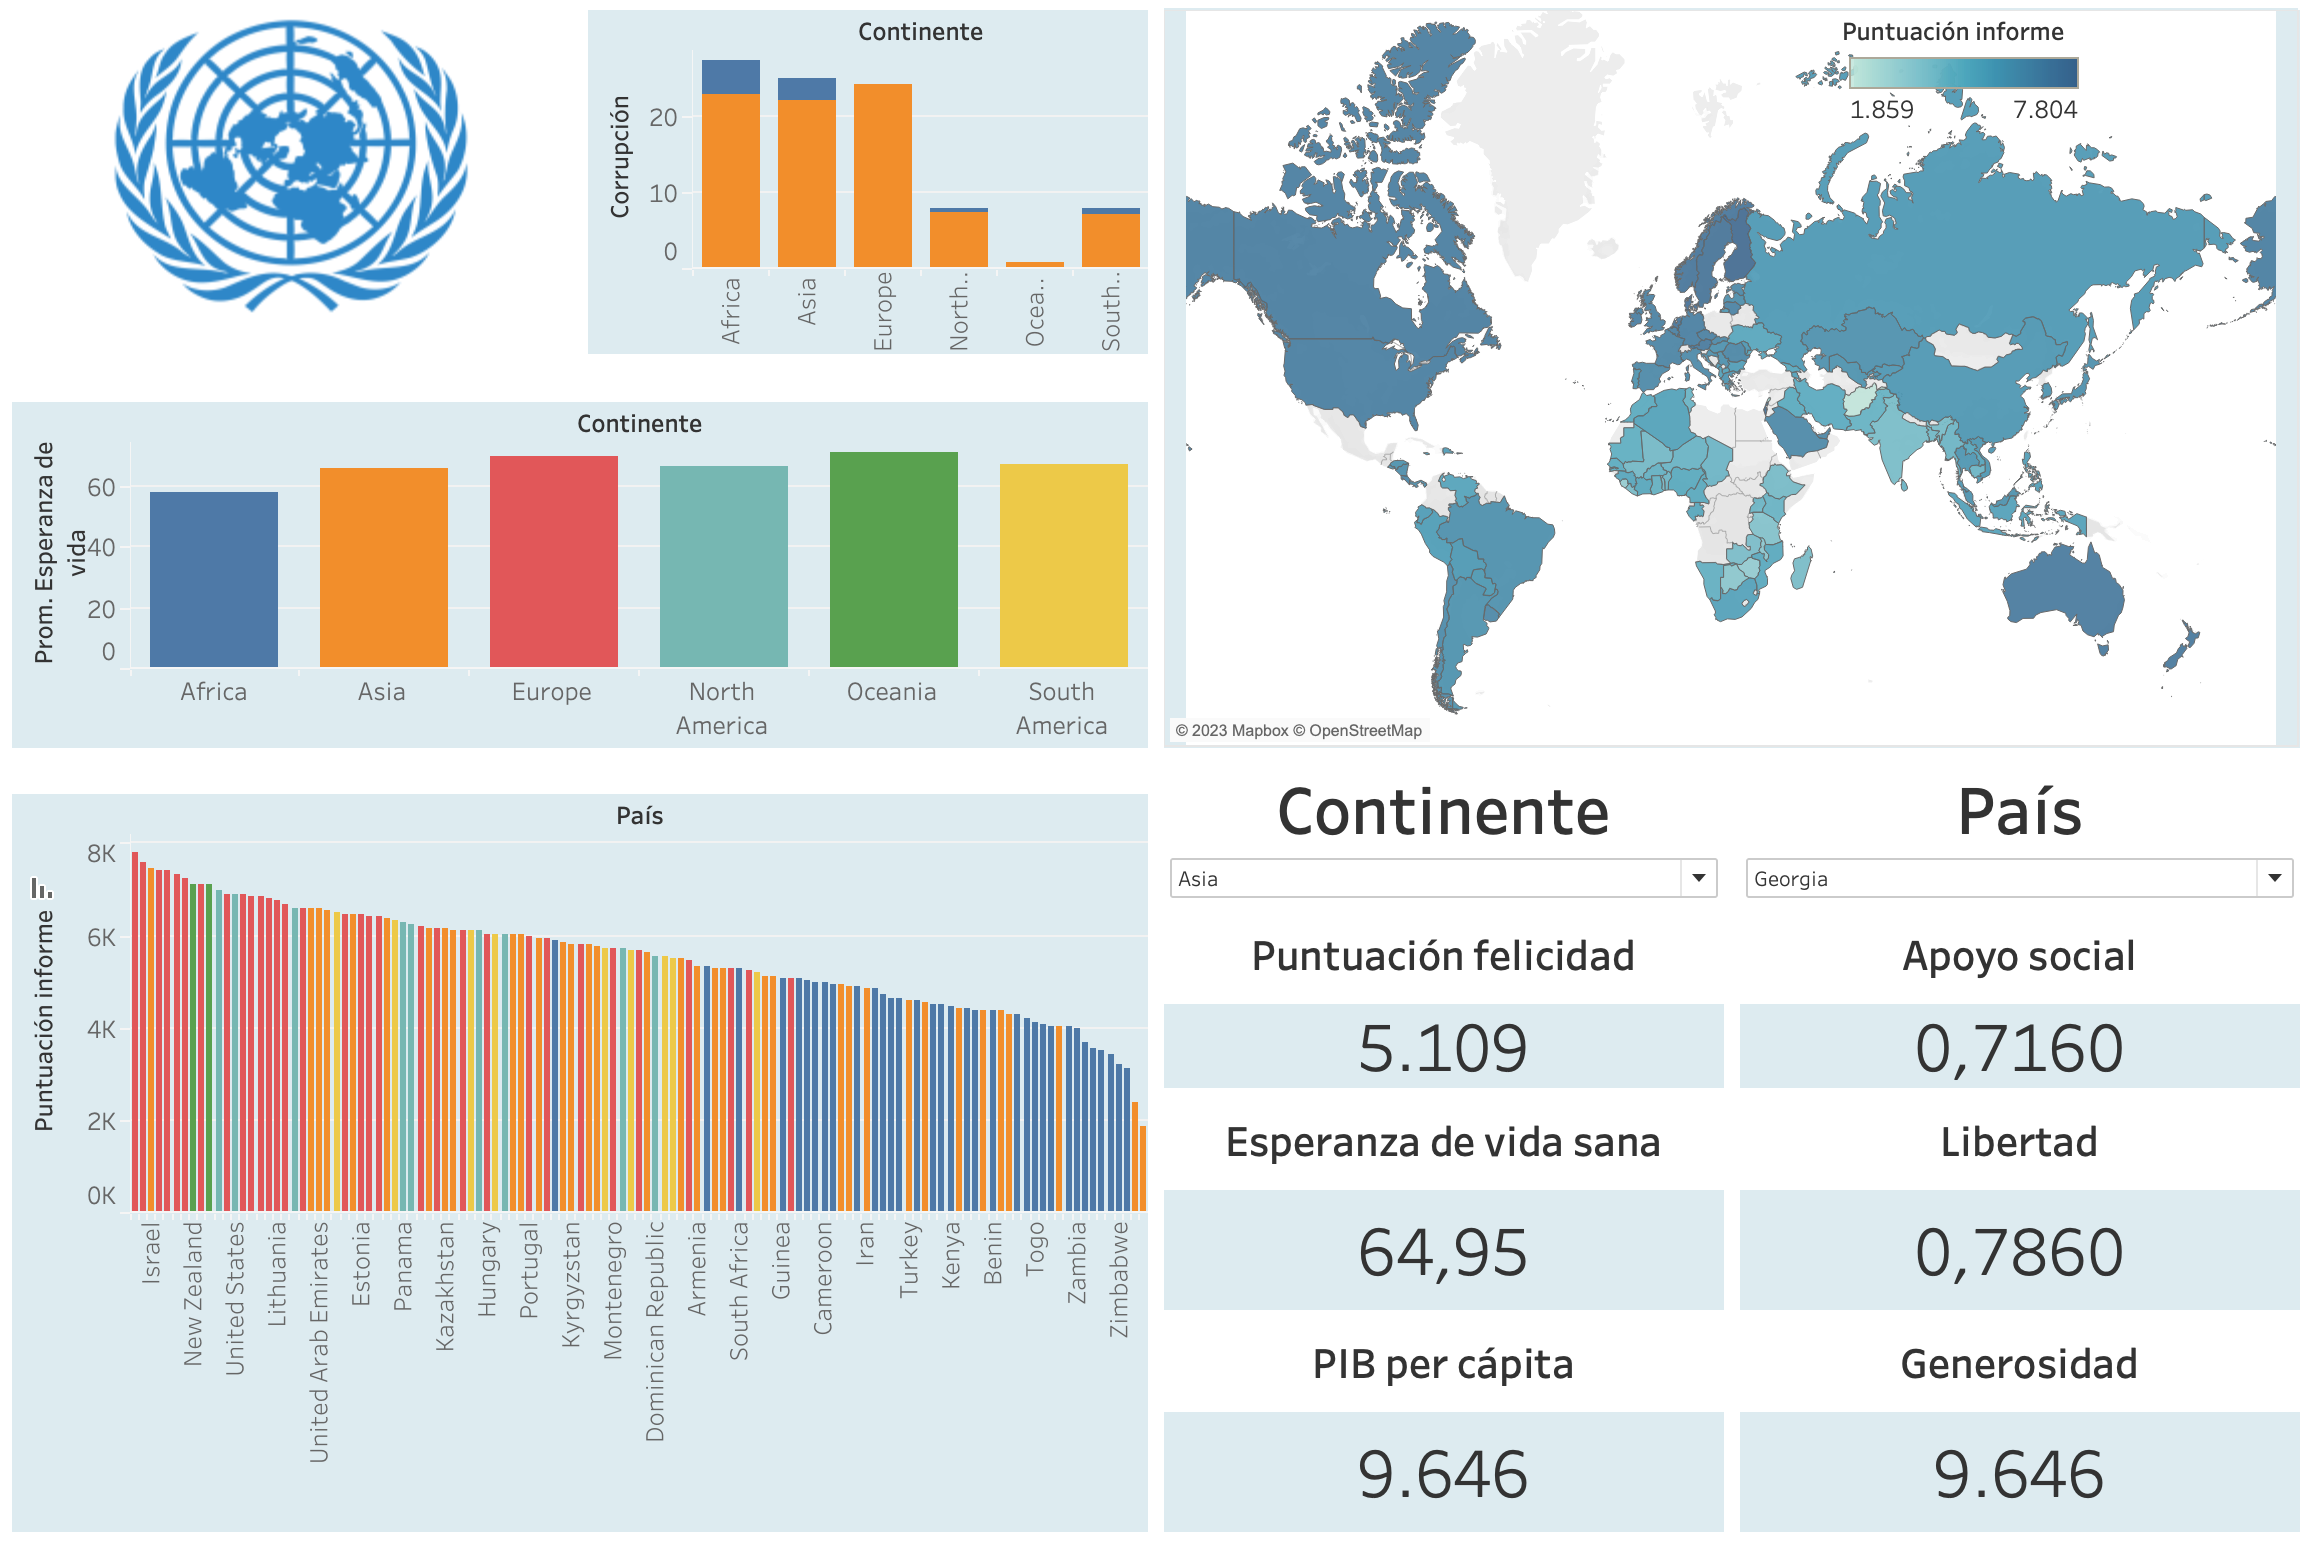 Continente
Corrupción
20
10
0
Africa
Asia
Europe
North..
Ocea..
South..
Puntuación informe
1.859
7.804
© 2023 Mapbox © OpenStreetMap
Continente
Prom. Esperanza de
vida
60
40
20
0
Africa
Asia
Europe
North
America
Oceania
South
America
País
Puntuación informe
8K
6K
4K
2K
0K
Israel
New Zealand
United States
Lithuania
United Arab Emirates
Estonia
Panama
Kazakhstan
Hungary
Portugal
Kyrgyzstan
Montenegro
Dominican Republic
Armenia
South Africa
Guinea
Cameroon
Iran
Turkey
Kenya
Benin
Togo
Zambia
Zimbabwe
Continente
Asia
País
Georgia
Puntuación felicidad
5.109
Apoyo social
0,7160
Esperanza de vida sana
64,95
Libertad
0,7860
PIB per cápita
9.646
Generosidad
9.646